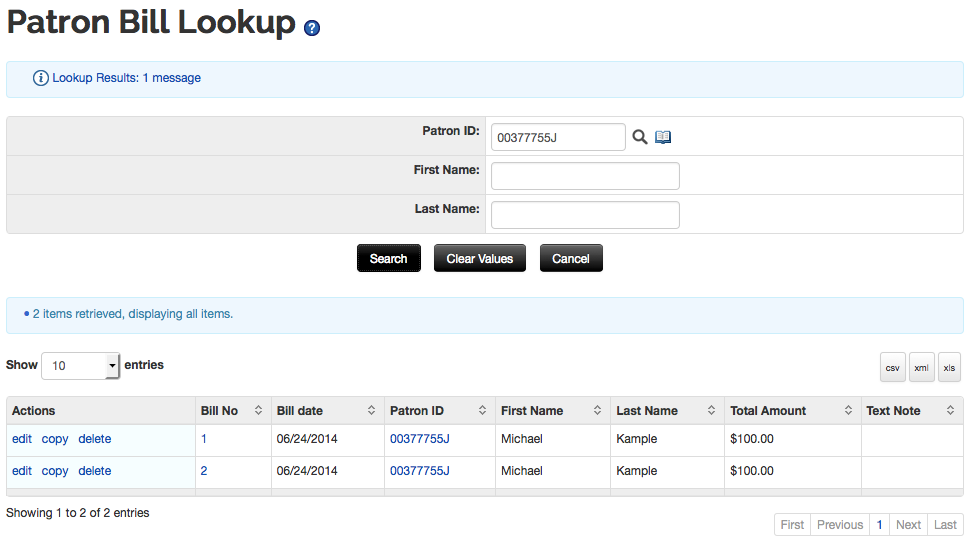 Patron Bill Lookup ?
i Lookup Results: 1 message
Patron ID: 00377755J
First Name:
Last Name:
Search Clear Values Cancel
• 2 items retrieved, displaying all items.
Show 10 entries csv xml xls
Actions Bill No Bill date Patron ID First Name Last Name Total Amount Text Note
edit copy delete 1 06/24/2014 00377755J Michael Kample $100.00
edit copy delete 2 06/24/2014 00377755J Michael Kample $100.00
Showing 1 to 2 of 2 entries
First Previous 1 Next Last